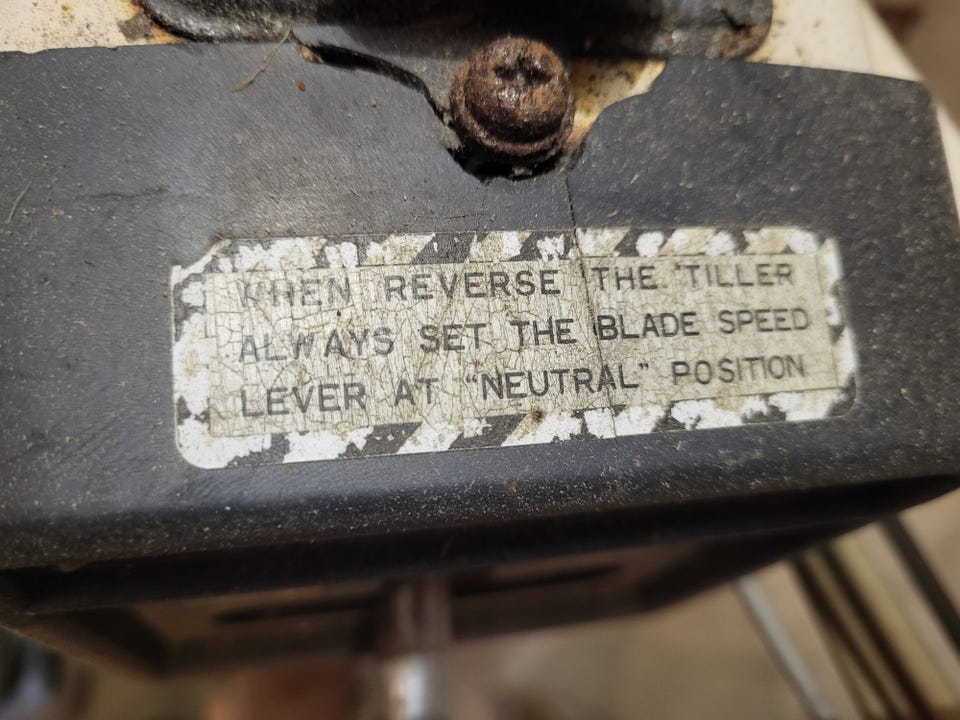 WHEN REVERSE THE TILLER
ALWAYS SET THE BLADE SPEED
LEVER AT "NEUTRAL" POSITION